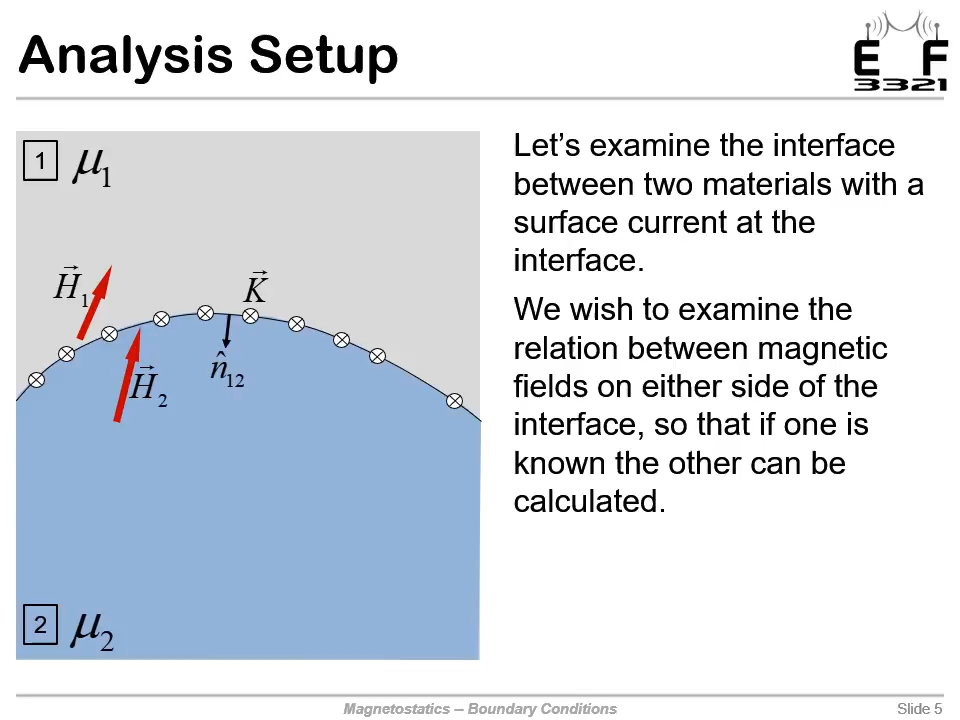 Analysis Setup
E F
3321
1 μ₁
Let’s examine the interface
between two materials with a
surface current at the
interface.
We wish to examine the
relation between magnetic
fields on either side of the
interface, so that if one is
known the other can be
calculated.
H⃗₁
K⃗
n̂₁₂
H⃗₂
2 μ₂
Magnetostatics -- Boundary Conditions
Slide 5